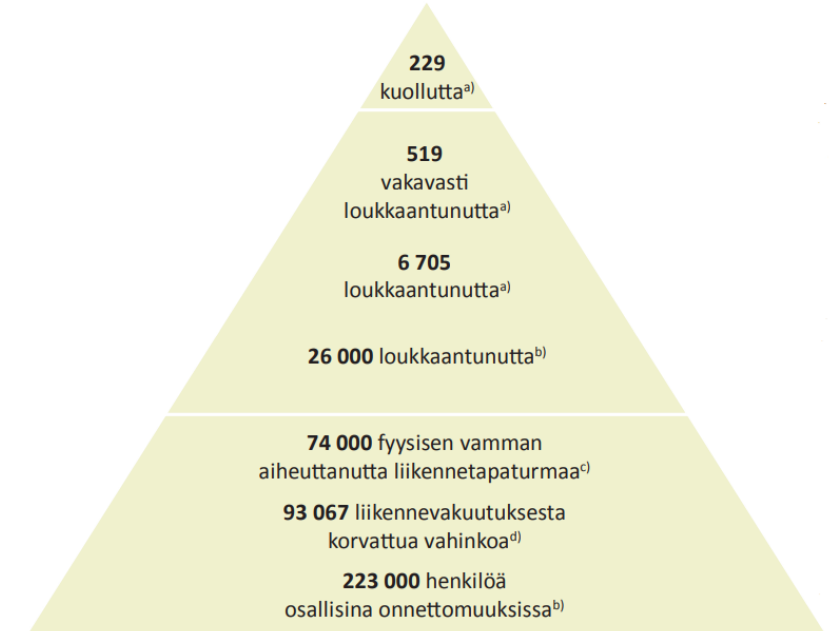 229
kuollutta a)
519
vakavasti
loukkaantunutta a)
6 705
loukkaantunutta a)
26 000 loukkaantunutta b)
74 000 fyysisen vamman
aiheuttanutta liikennetapaturmaa c)
93 067 liikennevakuutuksesta
korvattua vahinkoa d)
223 000 henkilöä
osallisina onnettomuuksissa b)